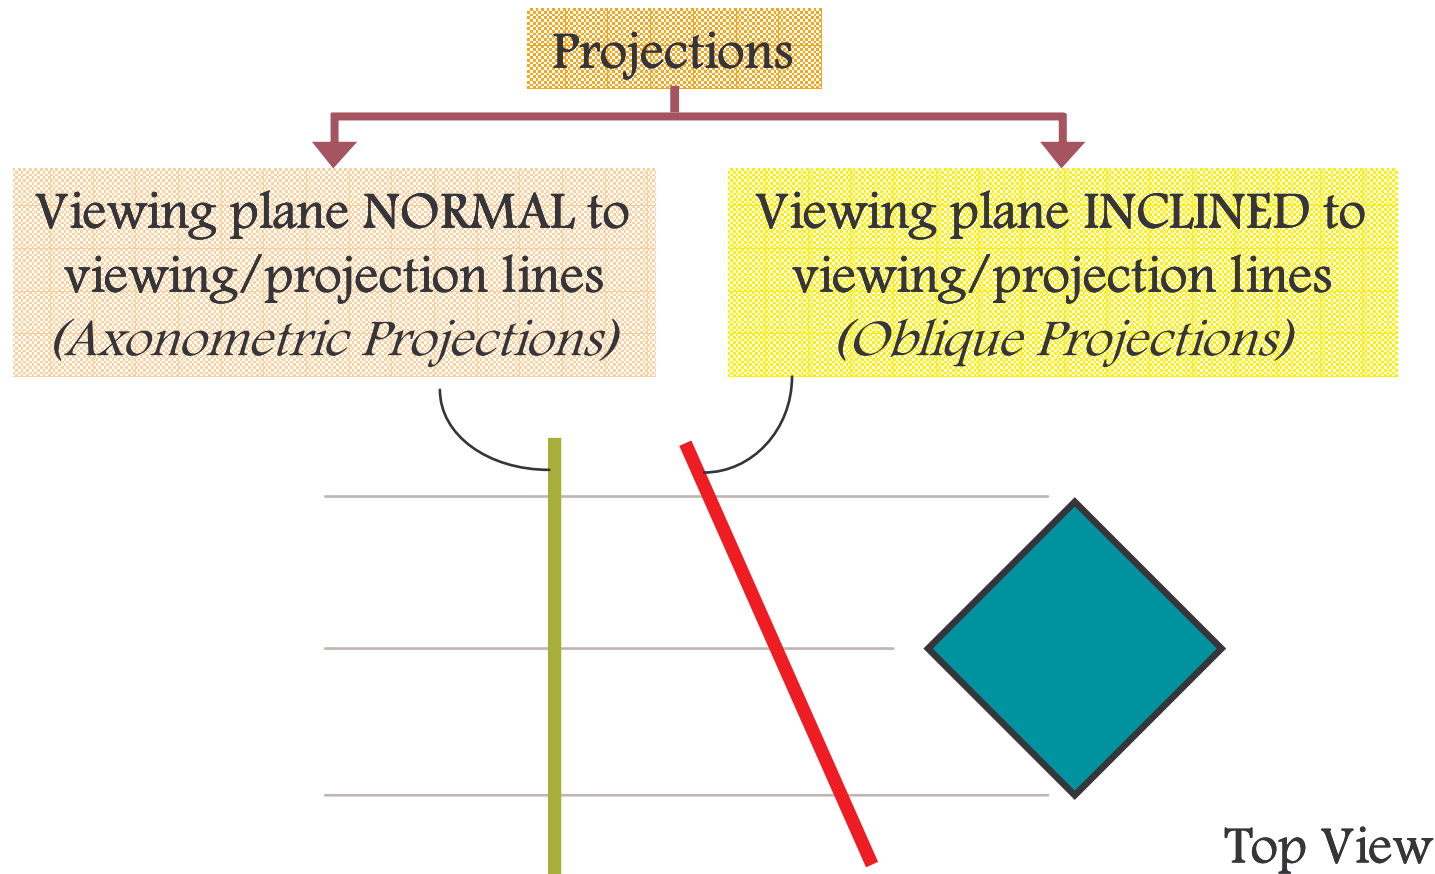 Projections
Viewing plane NORMAL to
viewing/projection lines
(Axonometric Projections)
Viewing plane INCLINED to
viewing/projection lines
(Oblique Projections)
Top View